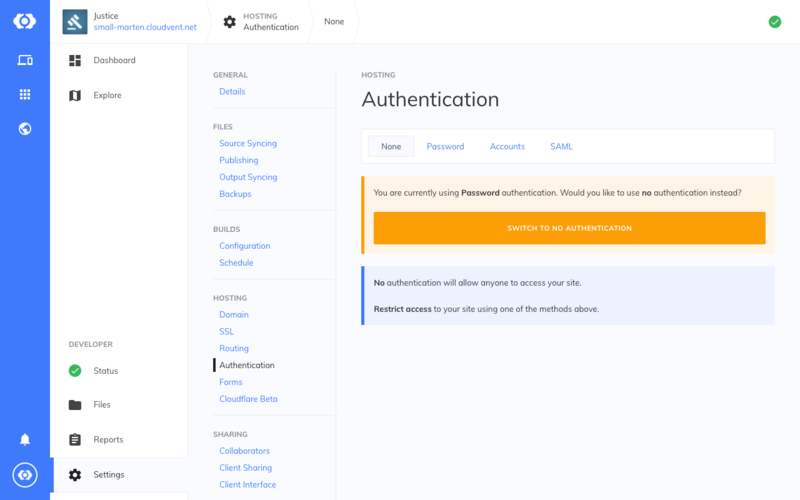 Justice
small-marten.cloudvent.net
HOSTING
Authentication
None
Dashboard
Explore
DEVELOPER
Status
Files
Reports
Settings
GENERAL
Details
FILES
Source Syncing
Publishing
Output Syncing
Backups
BUILDS
Configuration
Schedule
HOSTING
Domain
SSL
Routing
Authentication
Forms
Cloudflare Beta
SHARING
Collaborators
Client Sharing
Client Interface
HOSTING
Authentication
None Password Accounts SAML
You are currently using Password authentication. Would you like to use no authentication instead?
SWITCH TO NO AUTHENTICATION
No authentication will allow anyone to access your site.
Restrict access to your site using one of the methods above.